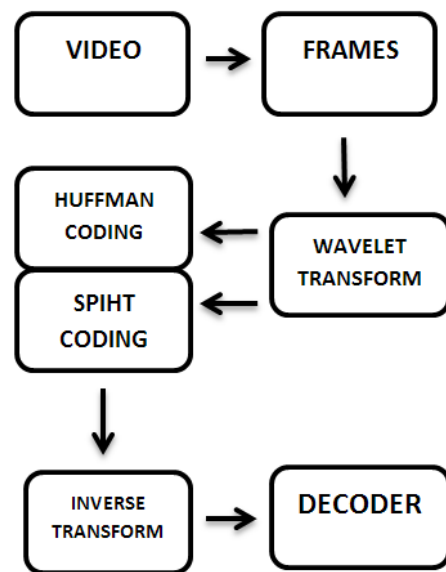 VIDEO
FRAMES
HUFFMAN
CODING
WAVELET
TRANSFORM
SPIHT
CODING
INVERSE
TRANSFORM
DECODER